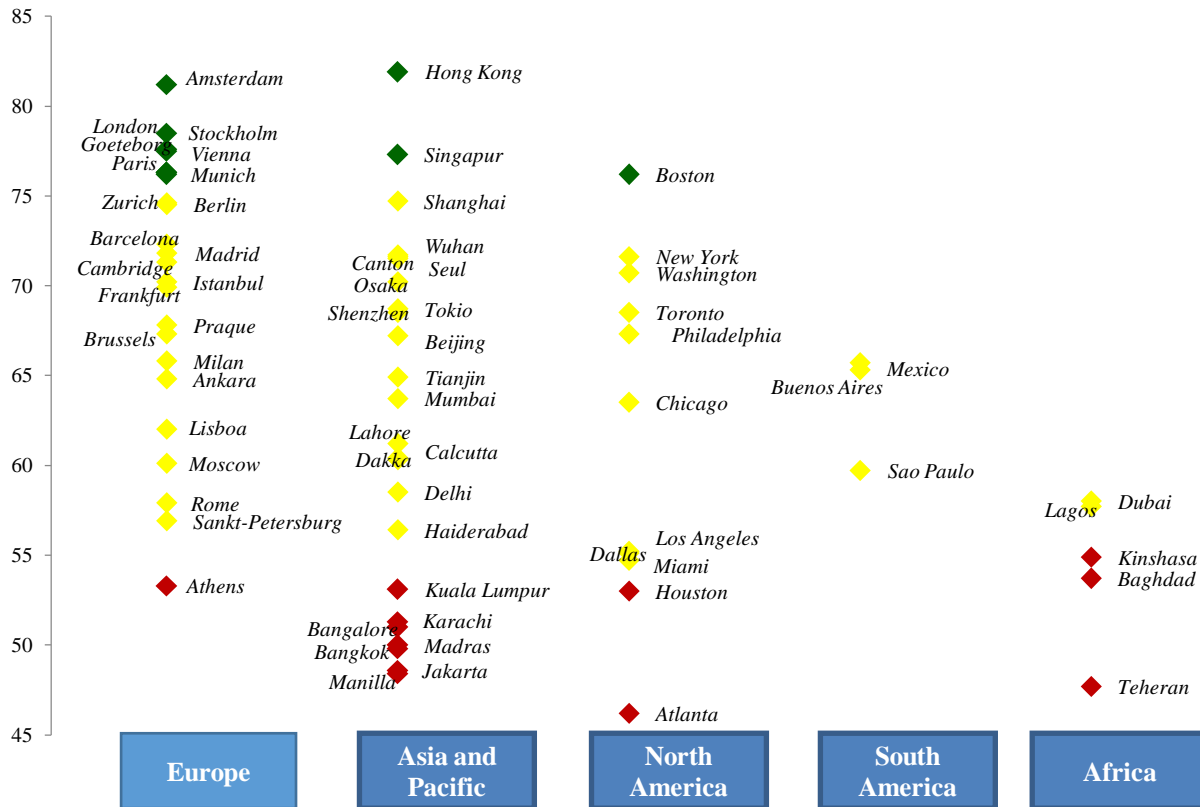 85
80
75
70
65
60
55
50
45
Amsterdam
London
Stockholm
Goeteborg
Vienna
Paris
Munich
Zurich
Berlin
Barcelona
Madrid
Cambridge
Istanbul
Frankfurt
Praque
Brussels
Milan
Ankara
Lisboa
Moscow
Rome
Sankt-Petersburg
Athens
Hong Kong
Singapur
Shanghai
Wuhan
Canton
Seul
Osaka
Shenzhen
Tokio
Beijing
Tianjin
Mumbai
Lahore
Calcutta
Dakka
Delhi
Haiderabad
Kuala Lumpur
Karachi
Bangalore
Madras
Bangkok
Jakarta
Manilla
Boston
New York
Washington
Toronto
Philadelphia
Chicago
Los Angeles
Dallas
Miami
Houston
Atlanta
Mexico
Buenos Aires
Sao Paulo
Dubai
Lagos
Kinshasa
Baghdad
Teheran
Europe
Asia and
Pacific
North
America
South
America
Africa